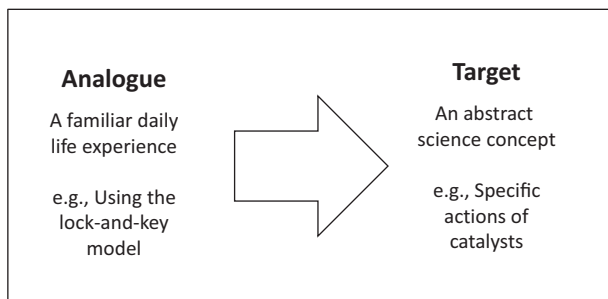 Analogue
A familiar daily
life experience
e.g., Using the
lock-and-key
model
Target
An abstract
science concept
e.g., Specific
actions of
catalysts